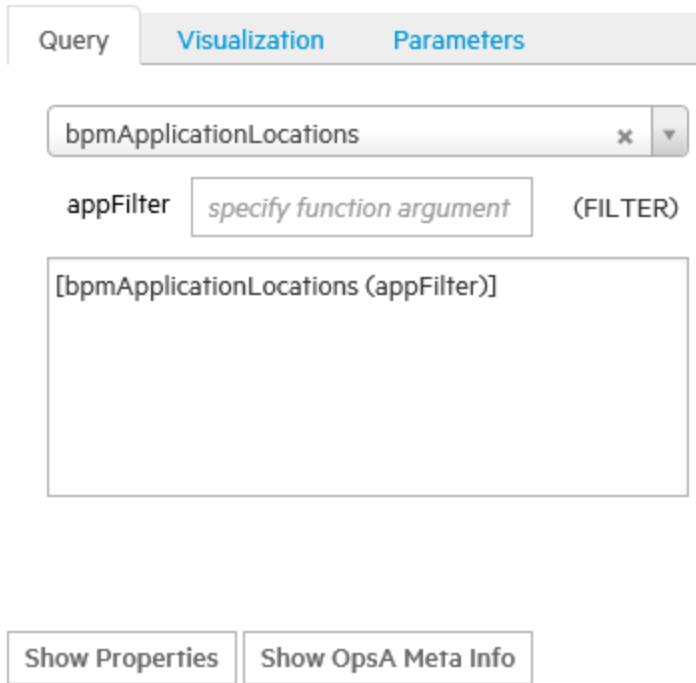 Query Visualization Parameters
bpmApplicationLocations
appFilter specify function argument (FILTER)
[bpmApplicationLocations (appFilter)]
Show Properties Show OpsA Meta Info